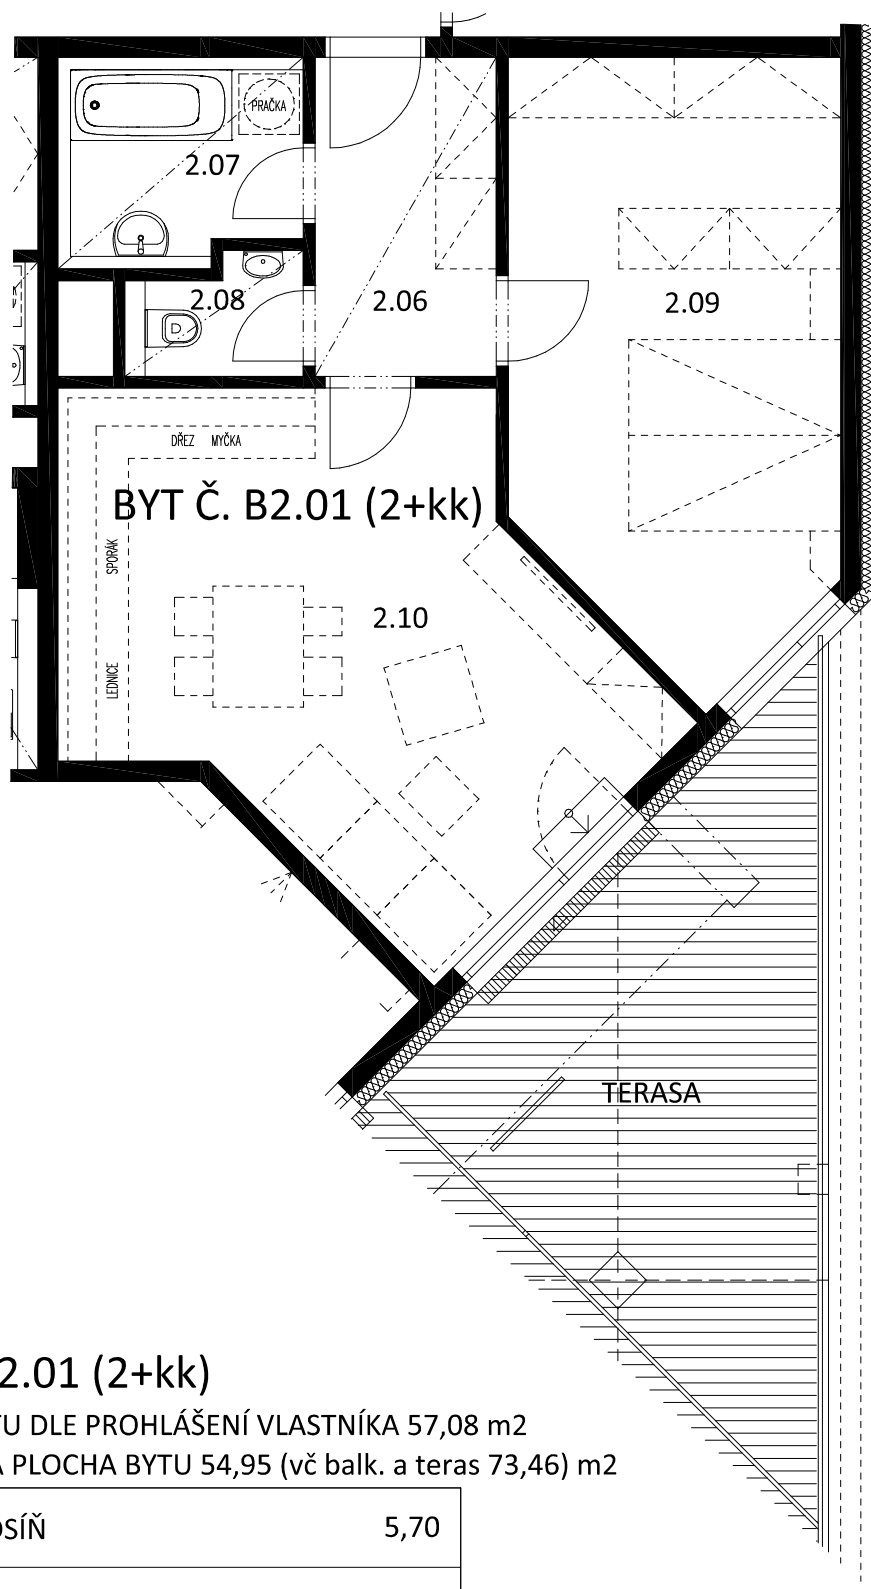 PRAČKA
2.07
2.08
2.06
2.09
DŘEZ MYČKA
BYT Č. B2.01 (2+kk)
SPORÁK
2.10
LEDNICE
TERASA
2.01 (2+kk)
TU DLE PROHLÁŠENÍ VLASTNÍKA 57,08 m2
A PLOCHA BYTU 54,95 (vč balk. a teras 73,46) m2
OSÍŇ 5,70